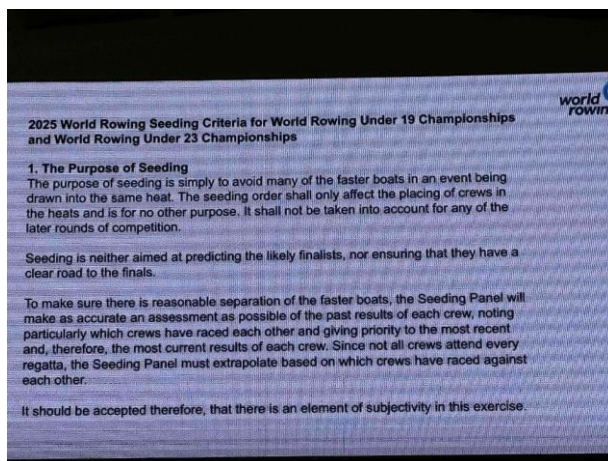 world
rowin
2025 World Rowing Seeding Criteria for World Rowing Under 19 Championships
and World Rowing Under 23 Championships
1. The Purpose of Seeding
The purpose of seeding is simply to avoid many of the faster boats in an event being
drawn into the same heat. The seeding order shall only affect the placing of crews in
the heats and is for no other purpose. It shall not be taken into account for any of the
later rounds of competition.
Seeding is neither aimed at predicting the likely finalists, nor ensuring that they have a
clear road to the finals.
To make sure there is reasonable separation of the faster boats, the Seeding Panel will
make as accurate an assessment as possible of the past results of each crew, noting
particularly which crews have raced each other and giving priority to the most recent
and, therefore, the most current results of each crew. Since not all crews attend every
regatta, the Seeding Panel must extrapolate based on which crews have raced against
each other.
It should be accepted therefore, that there is an element of subjectivity in this exercise.